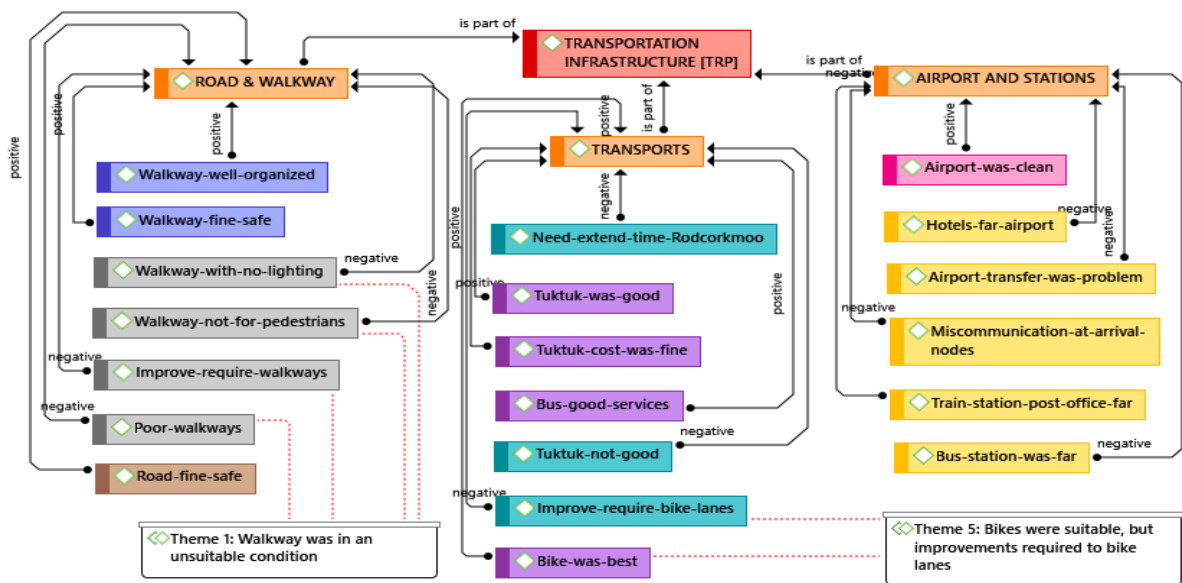 is part of
TRANSPORTATION
INFRASTRUCTURE [TRP]
is part of
negative
ROAD & WALKWAY
AIRPORT AND STATIONS
positive
positive
positive
positive
is part of
positive
TRANSPORTS
positive
Walkway-well-organized
Airport-was-clean
Walkway-fine-safe
negative
negative
Hotels-far-airport
Need-extend-time-Rodcorkmoo
negative
negative
Walkway-with-no-lighting
Airport-transfer-was-problem
positive
negative
positive
Tuktuk-was-good
positive
Walkway-not-for-pedestrians
Miscommunication-at-arrival-
nodes
Tuktuk-cost-was-fine
negative
Improve-require-walkways
Bus-good-services
Train-station-post-office-far
negative
Poor-walkways
negative
negative
Tuktuk-not-good
Bus-station-was-far
Road-fine-safe
negative
Improve-require-bike-lanes
Theme 1: Walkway was in an
unsuitable condition
Theme 5: Bikes were suitable, but
improvements required to bike
lanes
Bike-was-best